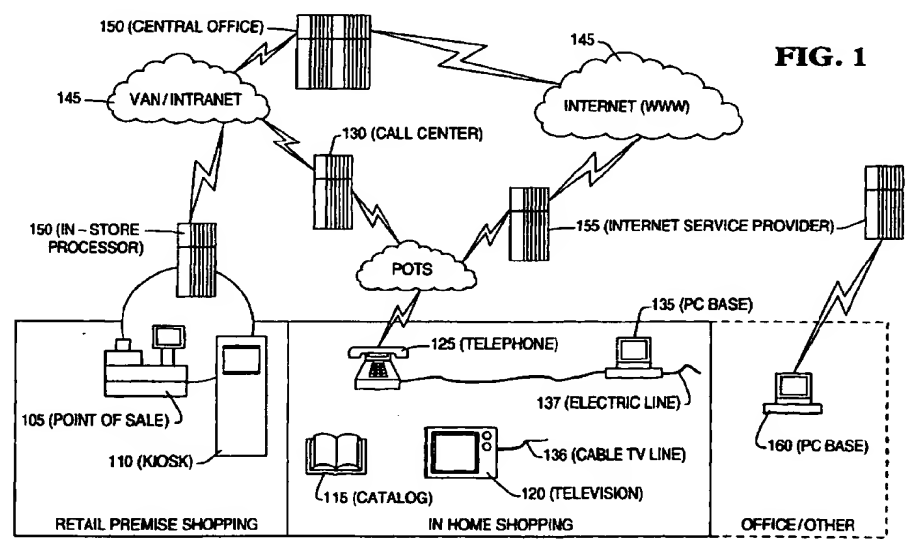 150 (CENTRAL OFFICE)
145
FIG. 1
145
VAN/INTRANET
INTERNET (WWW)
130 (CALL CENTER)
150 (IN-STORE
PROCESSOR)
155 (INTERNET SERVICE PROVIDER)
POTS
135 (PC BASE)
125 (TELEPHONE)
137 (ELECTRIC LINE)
105 (POINT OF SALE)
160 (PC BASE)
110 (KIOSK)
136 (CABLE TV LINE)
115 (CATALOG)
120 (TELEVISION)
RETAIL PREMISE SHOPPING
IN HOME SHOPPING
OFFICE/OTHER